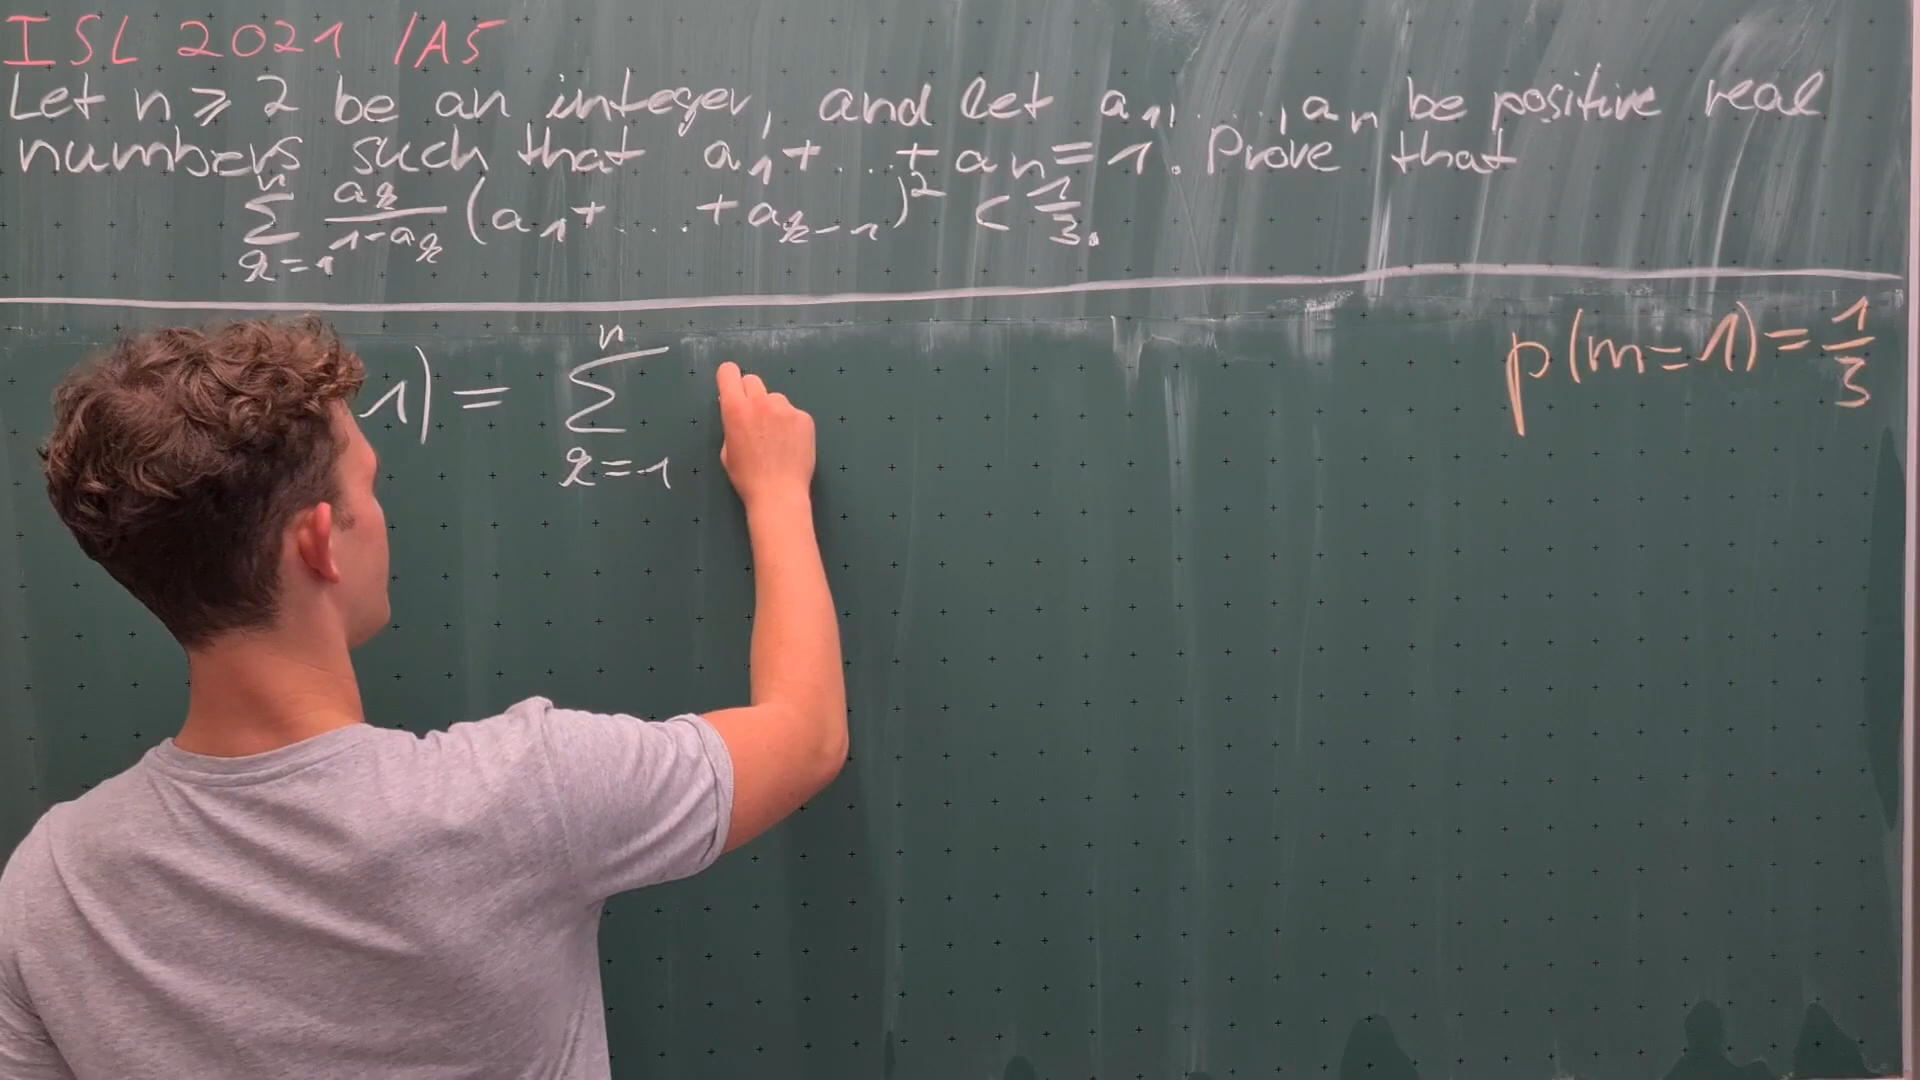 ISL 2021 /A5
Let n ≥ 2 be an integer, and let a₁, ..., aₙ be positive real
numbers such that a₁+...+aₙ=1. Prove that
∑_{k=1}^{n} a_k/(1-a_k) (a₁+...+a_{k-1})² < 1/3.
1) = ∑_{k=1}^{n}
p(m=1)=1/3